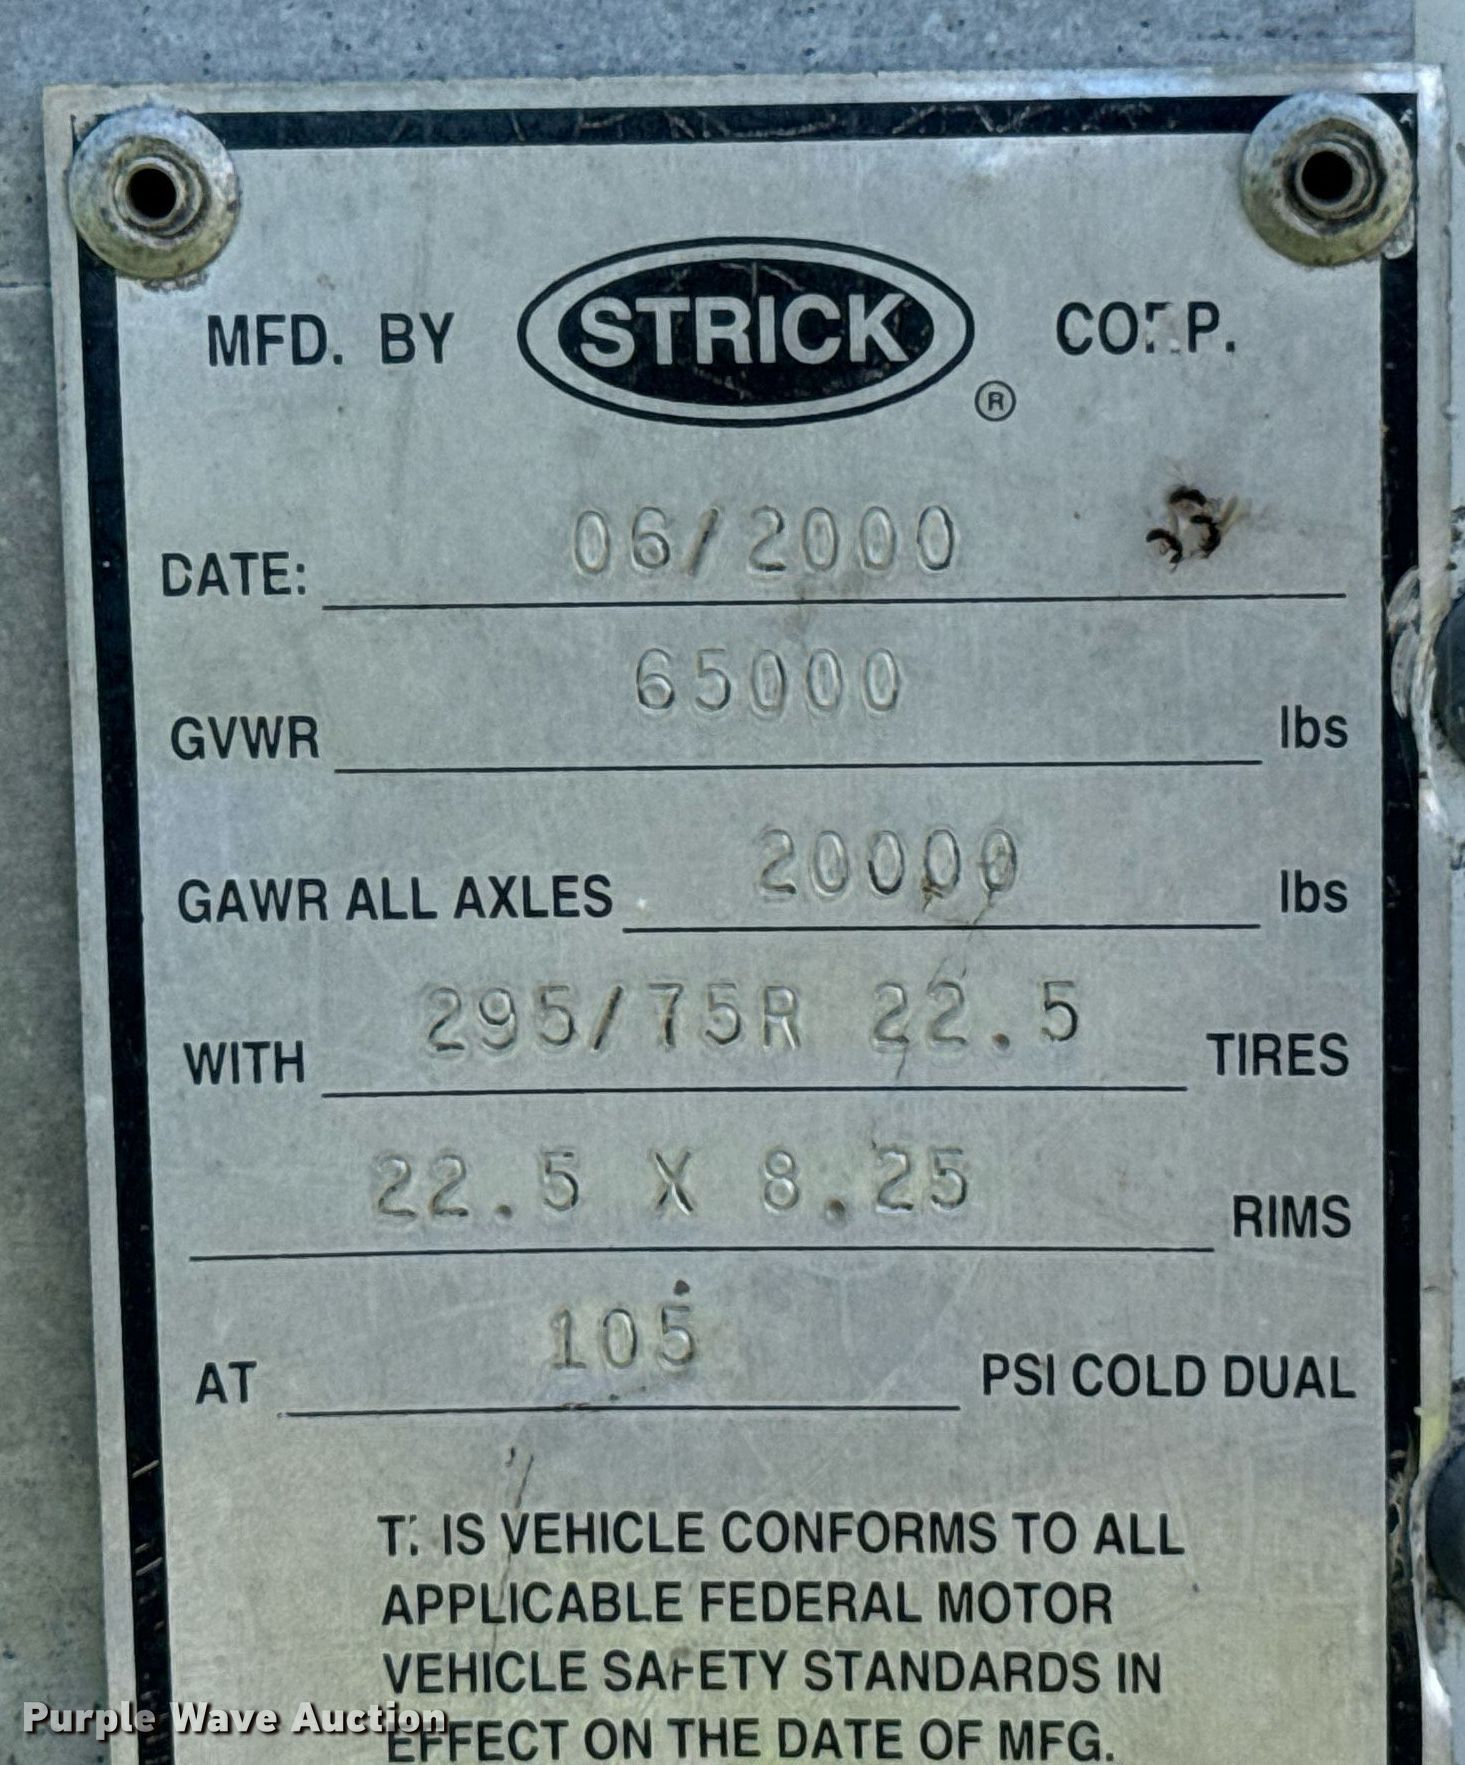 MFD. BY STRICK ® CORP.
DATE: 06/2000
GVWR 65000 lbs
GAWR ALL AXLES 20000 lbs
WITH 295/75R 22.5 TIRES
22.5 X 8.25 RIMS
AT 105 PSI COLD DUAL
THIS VEHICLE CONFORMS TO ALL
APPLICABLE FEDERAL MOTOR
VEHICLE SAFETY STANDARDS IN
EFFECT ON THE DATE OF MFG.
Purple Wave Auction